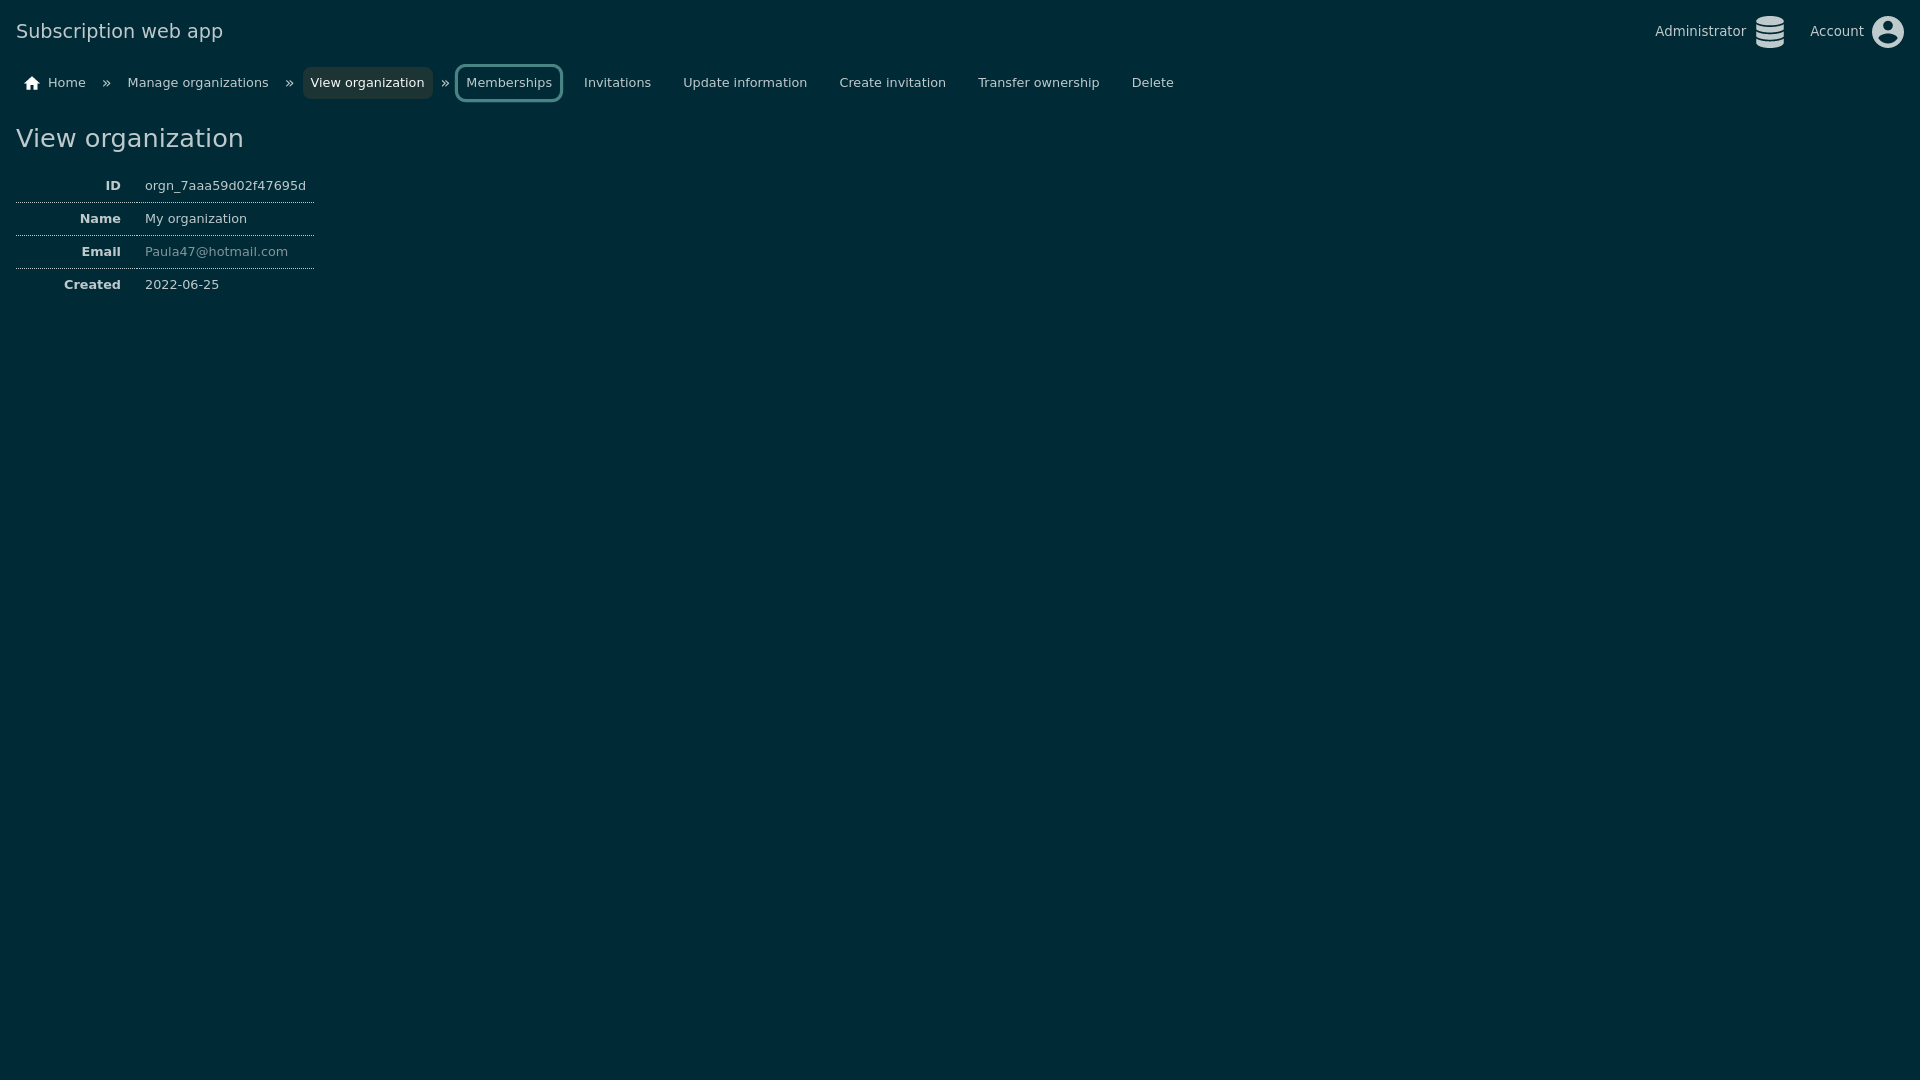 Subscription web app
Administrator
Account
Home » Manage organizations » View organization » Memberships Invitations Update information Create invitation Transfer ownership Delete
View organization
ID orgn_7aaa59d02f47695d
Name My organization
Email Paula47@hotmail.com
Created 2022-06-25